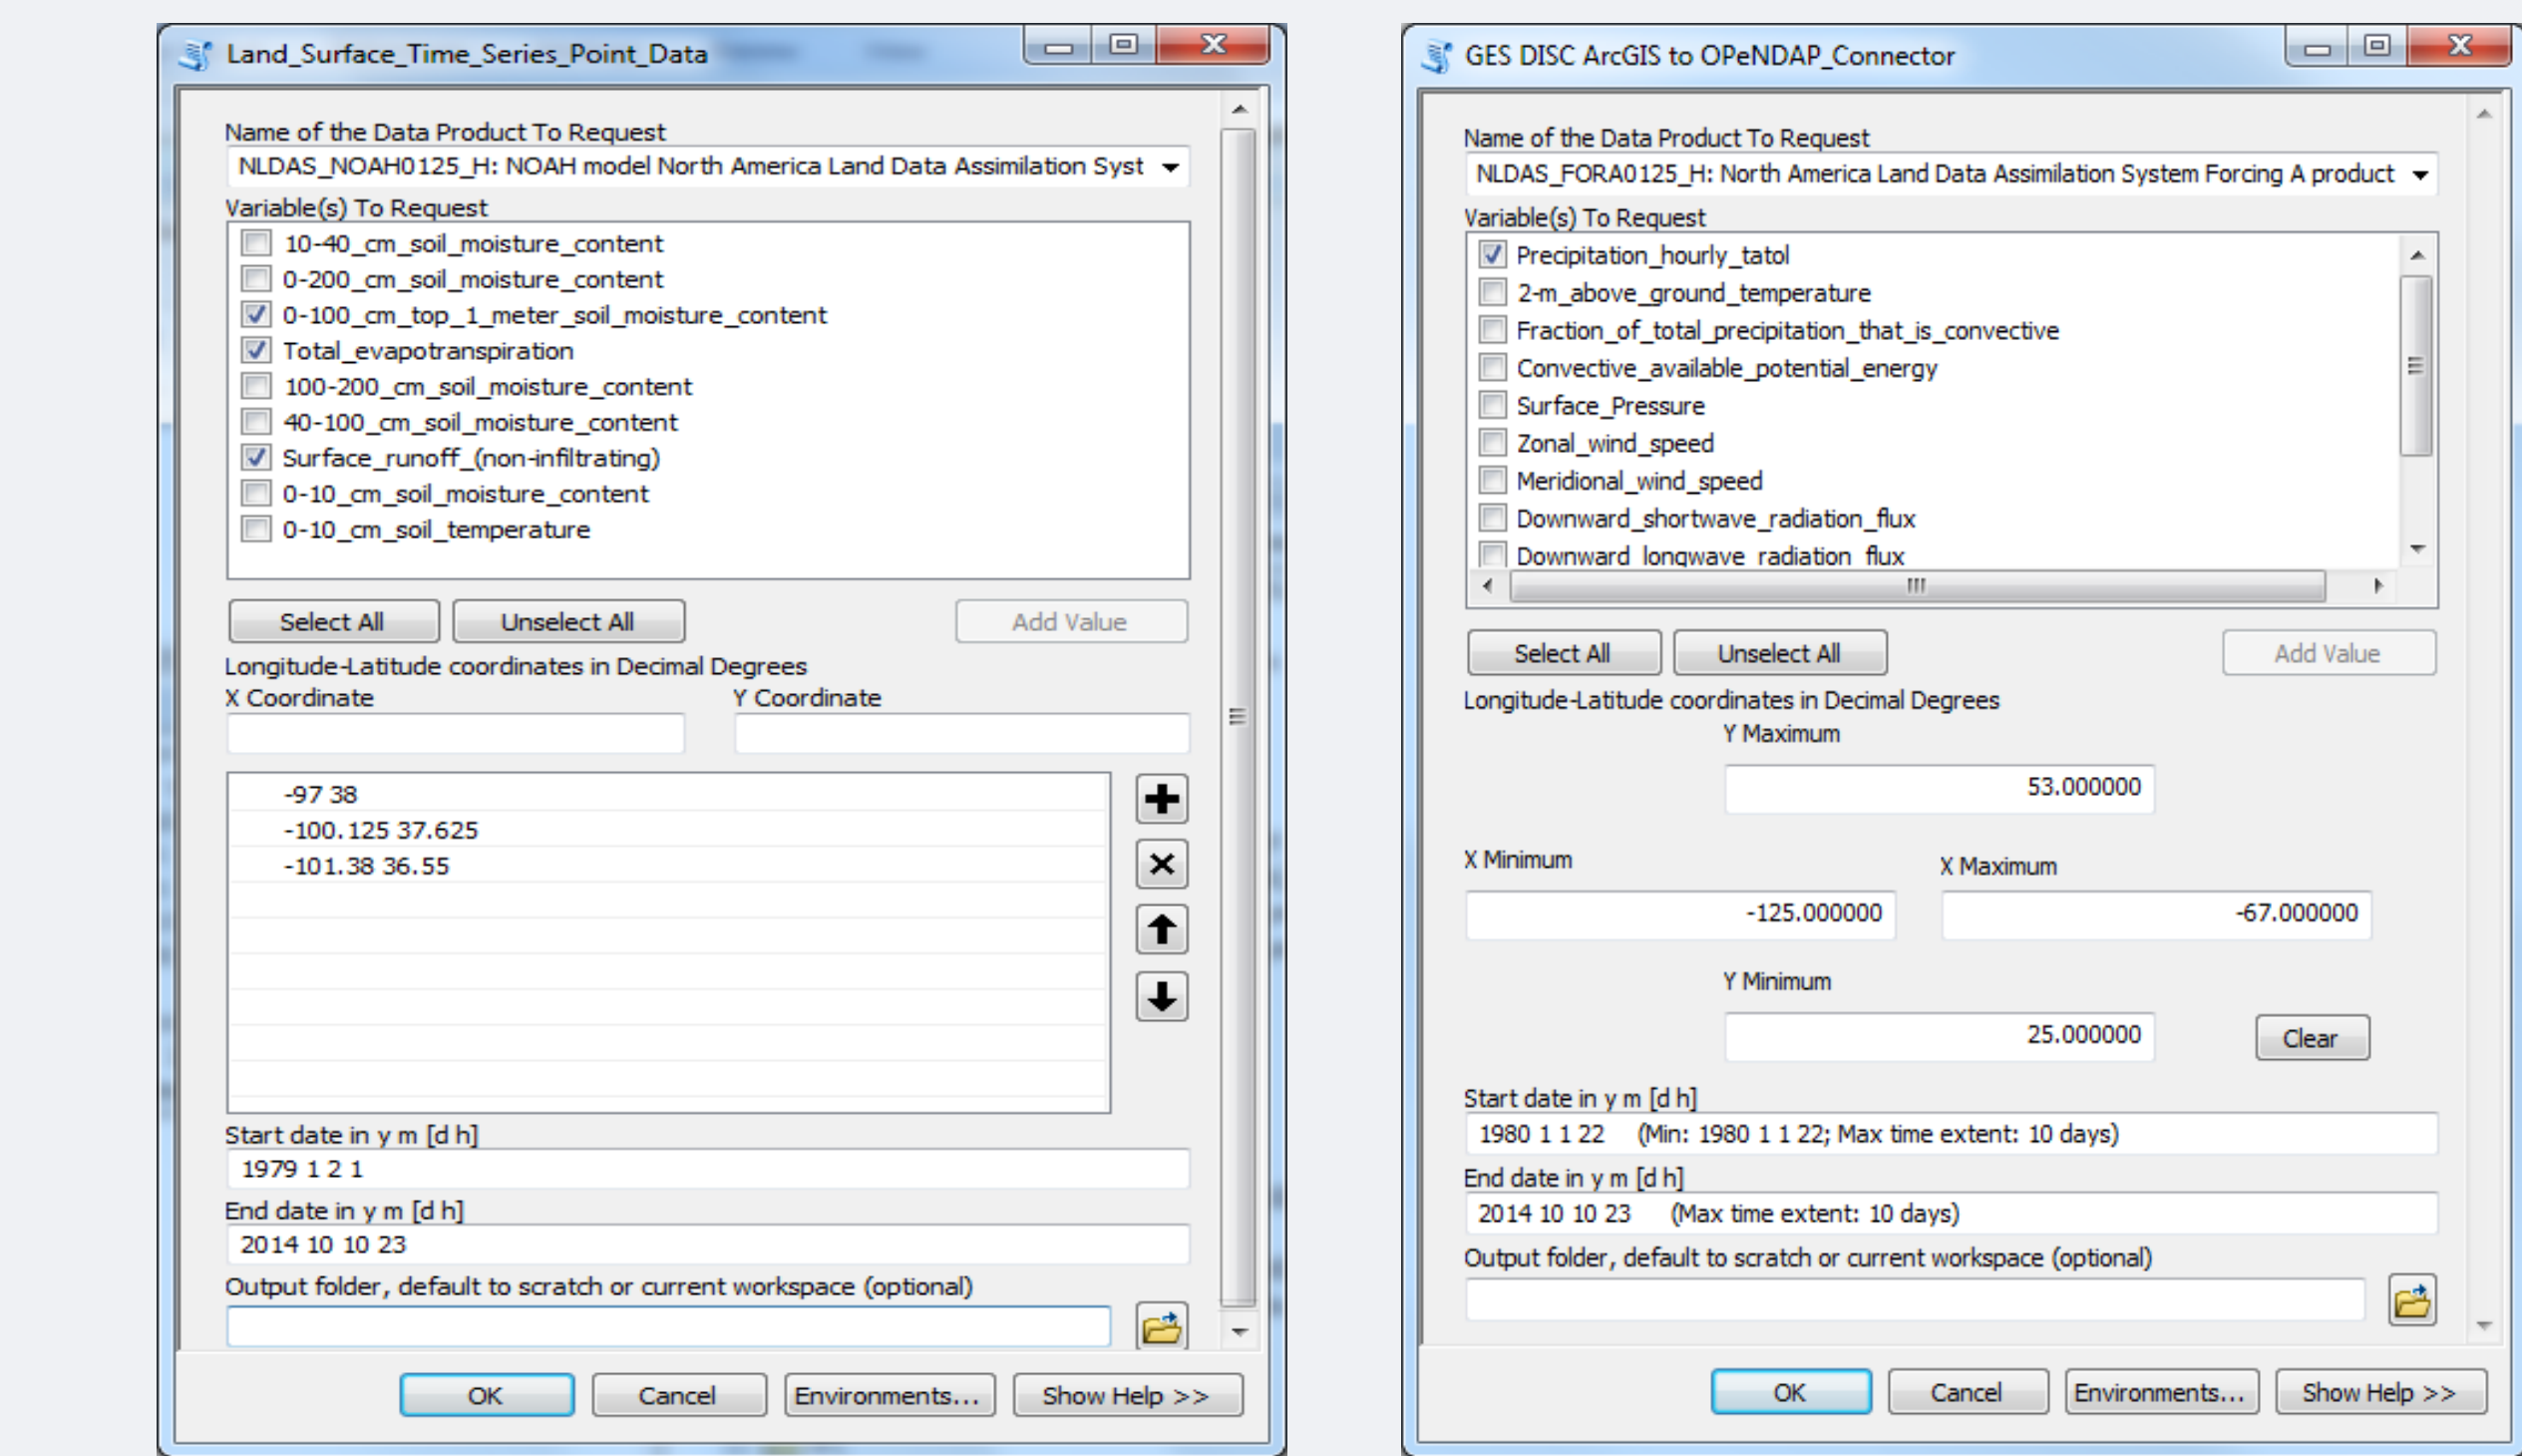 Land_Surface_Time_Series_Point_Data
Name of the Data Product To Request
NLDAS_NOAH0125_H: NOAH model North America Land Data Assimilation Syst
Variable(s) To Request
10-40_cm_soil_moisture_content
0-200_cm_soil_moisture_content
0-100_cm_top_1_meter_soil_moisture_content
Total_evapotranspiration
100-200_cm_soil_moisture_content
40-100_cm_soil_moisture_content
Surface_runoff_(non-infiltrating)
0-10_cm_soil_moisture_content
0-10_cm_soil_temperature
Select All Unselect All Add Value
Longitude-Latitude coordinates in Decimal Degrees
X Coordinate Y Coordinate
-97 38
-100.125 37.625
-101.38 36.55
Start date in y m [d h]
1979 1 2 1
End date in y m [d h]
2014 10 10 23
Output folder, default to scratch or current workspace (optional)
OK Cancel Environments... Show Help >>
GES DISC ArcGIS to OPeNDAP_Connector
Name of the Data Product To Request
NLDAS_FORA0125_H: North America Land Data Assimilation System Forcing A product
Variable(s) To Request
Precipitation_hourly_tatol
2-m_above_ground_temperature
Fraction_of_total_precipitation_that_is_convective
Convective_available_potential_energy
Surface_Pressure
Zonal_wind_speed
Meridional_wind_speed
Downward_shortwave_radiation_flux
Downward_longwave_radiation_flux
Select All Unselect All Add Value
Longitude-Latitude coordinates in Decimal Degrees
Y Maximum
53.000000
X Minimum X Maximum
-125.000000 -67.000000
Y Minimum
25.000000 Clear
Start date in y m [d h]
1980 1 1 22 (Min: 1980 1 1 22; Max time extent: 10 days)
End date in y m [d h]
2014 10 10 23 (Max time extent: 10 days)
Output folder, default to scratch or current workspace (optional)
OK Cancel Environments... Show Help >>